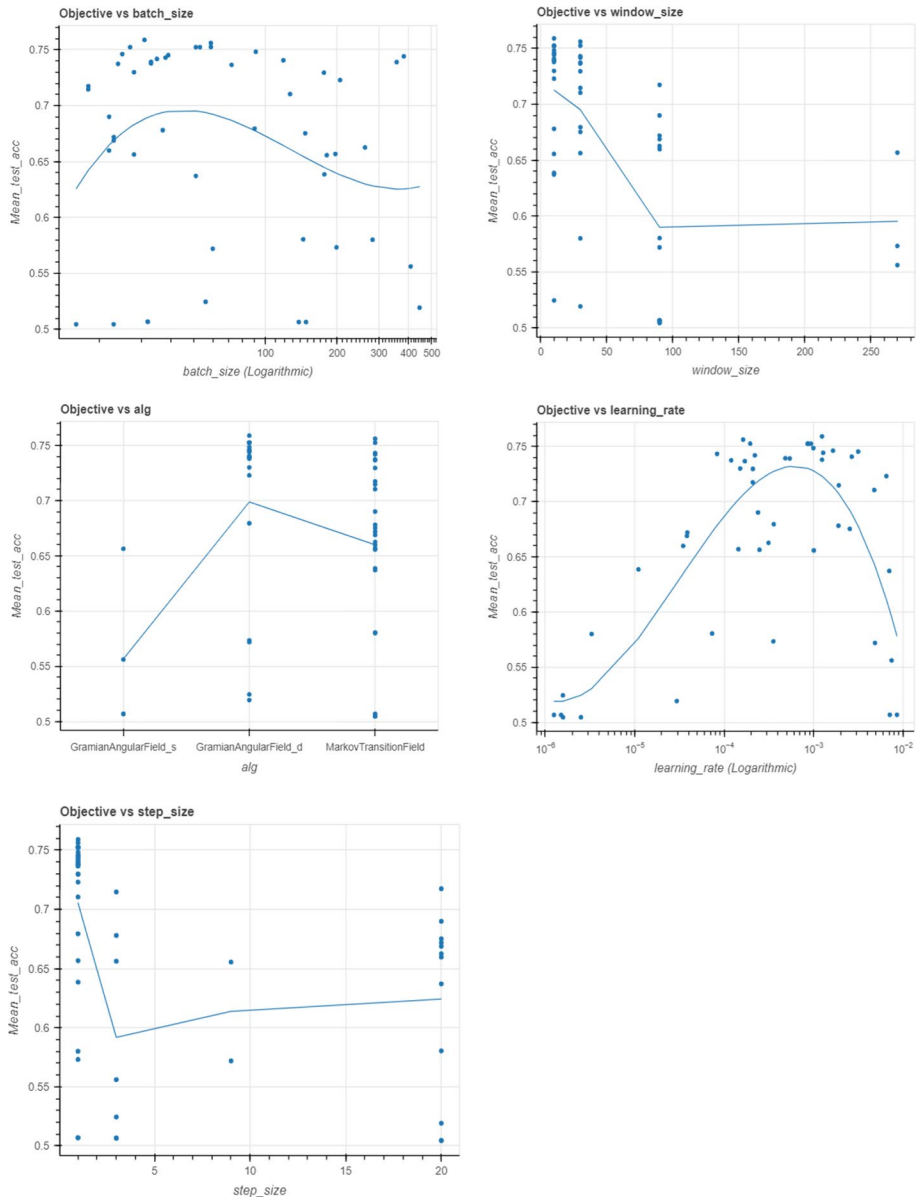 Objective vs batch_size
0.75
0.7
0.65
0.6
0.55
0.5
Mean_test_acc
100
200
300
400
500
batch_size (Logarithmic)
Objective vs window_size
0.75
0.7
0.65
0.6
0.55
0.5
Mean_test_acc
0
50
100
150
200
250
window_size
Objective vs alg
0.75
0.7
0.65
0.6
0.55
0.5
Mean_test_acc
GramianAngularField_s
GramianAngularField_d
MarkovTransitionField
alg
Objective vs learning_rate
0.75
0.7
0.65
0.6
0.55
0.5
Mean_test_acc
10⁻⁶
10⁻⁵
10⁻⁴
10⁻³
10⁻²
learning_rate (Logarithmic)
Objective vs step_size
0.75
0.7
0.65
0.6
0.55
0.5
Mean_test_acc
5
10
15
20
step_size